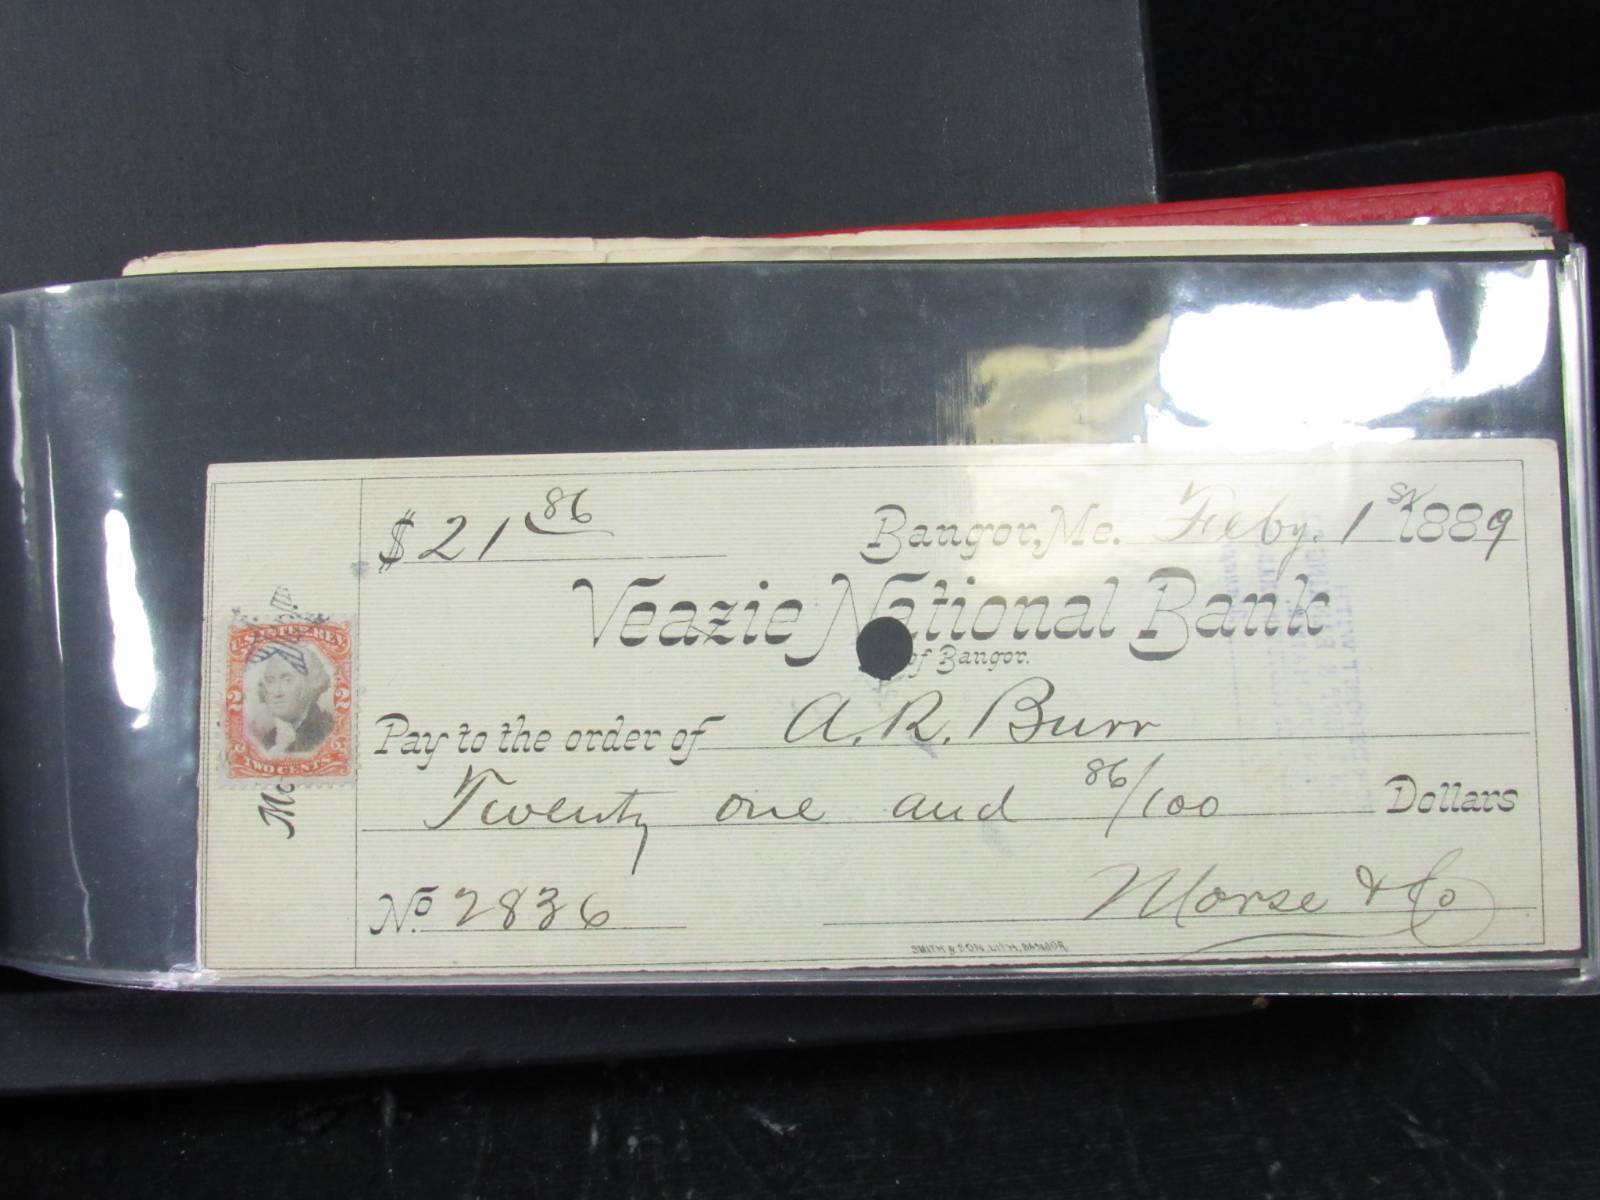 $ 21 86
Bangor, Me. Feby. 1st 1889
Veazie National Bank
of Bangor.
Pay to the order of A. R. Burr
Twenty one and 86/100 Dollars
No. 2836
Morse & Co
SMITH & SON, LITH, BANGOR
U.S. INTER. REV.
2 2
TWO CENTS